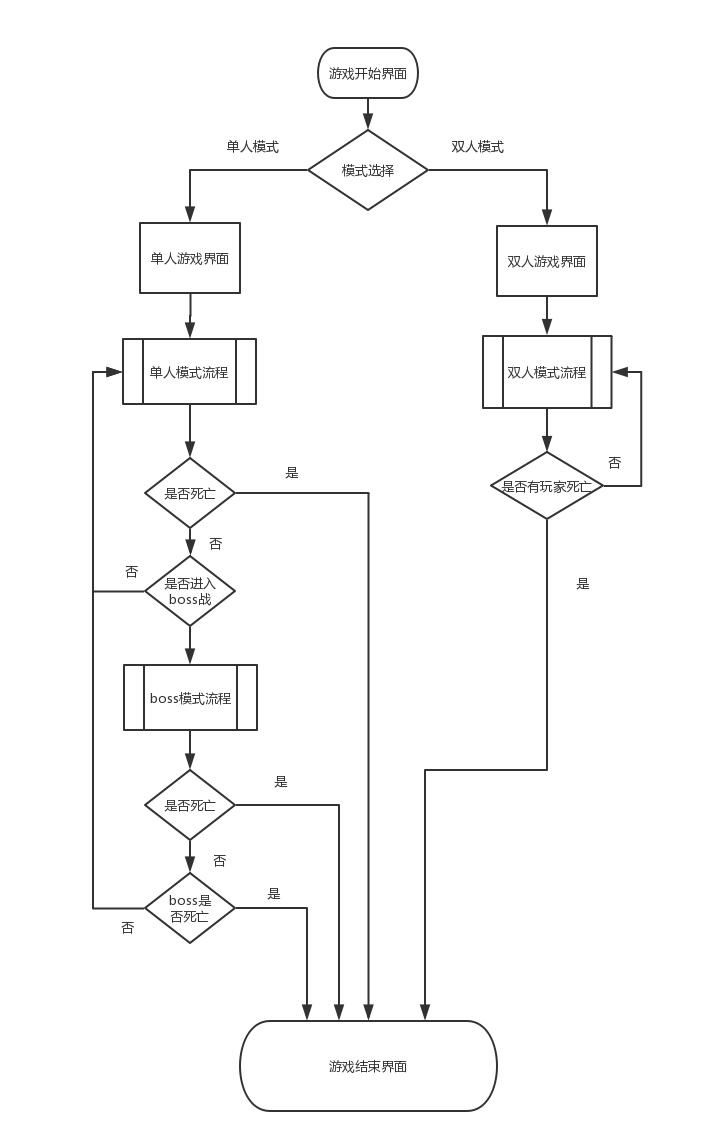 游戏开始界面
单人模式
双人模式
模式选择
单人游戏界面
双人游戏界面
单人模式流程
双人模式流程
否
是
是否死亡
是否有玩家死亡
否
否
是否进入
boss战
是
boss模式流程
是
是否死亡
否
是
boss是
否死亡
否
游戏结束界面